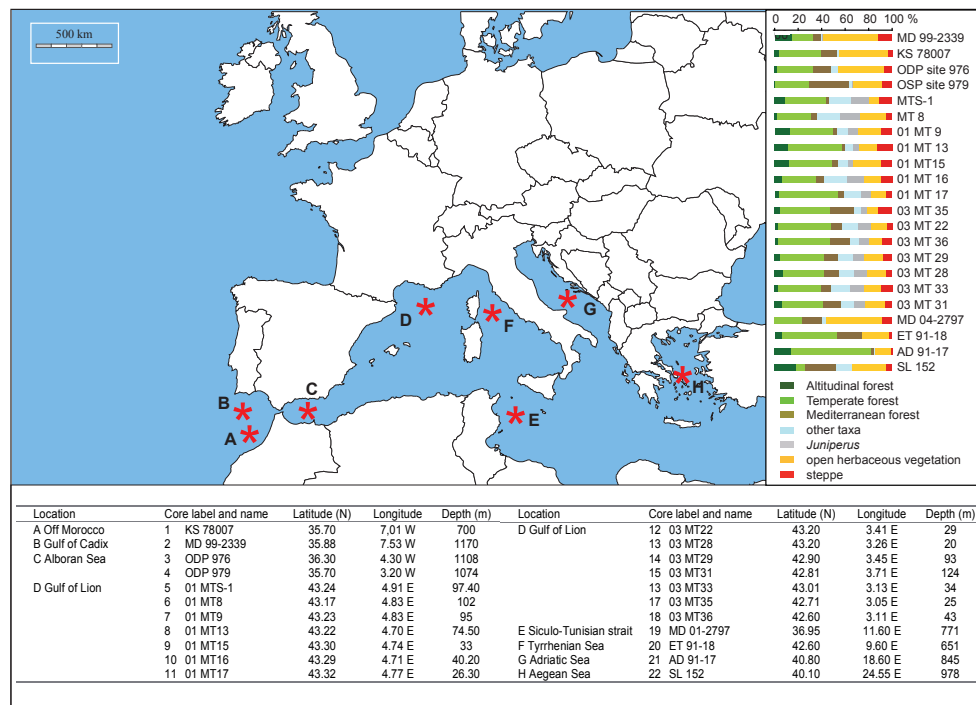 500 km
0 20 40 60 80 100 %
MD 99-2339
KS 78007
ODP site 976
OSP site 979
MTS-1
MT 8
01 MT 9
01 MT 13
01 MT15
01 MT 16
01 MT 17
03 MT 35
03 MT 22
03 MT 36
03 MT 29
03 MT 28
03 MT 33
03 MT 31
MD 04-2797
ET 91-18
AD 91-17
SL 152
Altitudinal forest
Temperate forest
Mediterranean forest
other taxa
Juniperus
open herbaceous vegetation
steppe
D
F
G
H
B
C
A
E
Location Core label and name Latitude (N) Longitude Depth (m) Location Core label and name Latitude (N) Longitude Depth (m)
A Off Morocco 1 KS 78007 35.70 7,01 W 700 D Gulf of Lion 12 03 MT22 43.20 3.41 E 29
B Gulf of Cadix 2 MD 99-2339 35.88 7.53 W 1170 13 03 MT28 43.20 3.26 E 20
C Alboran Sea 3 ODP 976 36.30 4.30 W 1108 14 03 MT29 42.90 3.45 E 93
4 ODP 979 35.70 3.20 W 1074 15 03 MT31 42.81 3.71 E 124
D Gulf of Lion 5 01 MTS-1 43.24 4.91 E 97.40 16 03 MT33 43.01 3.13 E 34
6 01 MT8 43.17 4.83 E 102 17 03 MT35 42.71 3.05 E 25
7 01 MT9 43.23 4.83 E 95 18 03 MT36 42.60 3.11 E 43
8 01 MT13 43.22 4.70 E 74.50 E Siculo-Tunisian strait 19 MD 01-2797 36.95 11.60 E 771
9 01 MT15 43.30 4.74 E 33 F Tyrrhenian Sea 20 ET 91-18 42.60 9.60 E 651
10 01 MT16 43.29 4.71 E 40.20 G Adriatic Sea 21 AD 91-17 40.80 18.60 E 845
11 01 MT17 43.32 4.77 E 26.30 H Aegean Sea 22 SL 152 40.10 24.55 E 978